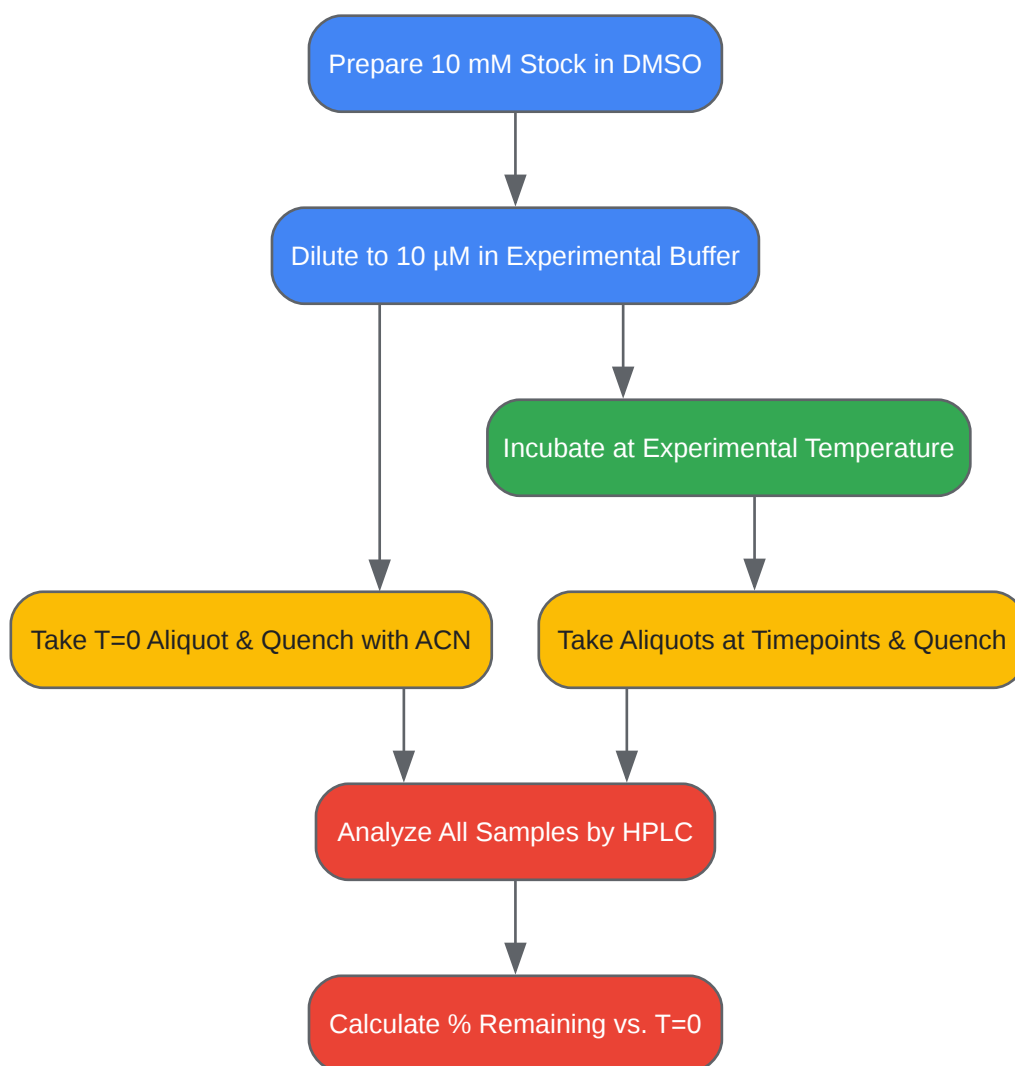 Prepare 10 mM Stock in DMSO
Dilute to 10 µM in Experimental Buffer
Incubate at Experimental Temperature
Take T=0 Aliquot & Quench with ACN
Take Aliquots at Timepoints & Quench
Analyze All Samples by HPLC
Calculate % Remaining vs. T=0